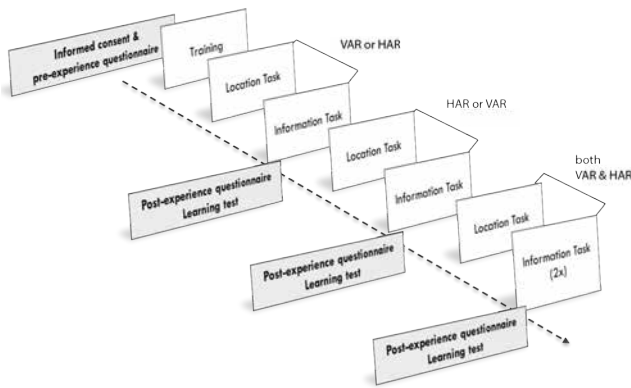 Informed consent &
pre-experience questionnaire
Training
VAR or HAR
Location Task
Information Task
HAR or VAR
Location Task
Information Task
both
VAR & HAR
Location Task
Information Task
(2x)
Post-experience questionnaire
Learning test
Post-experience questionnaire
Learning test
Post-experience questionnaire
Learning test